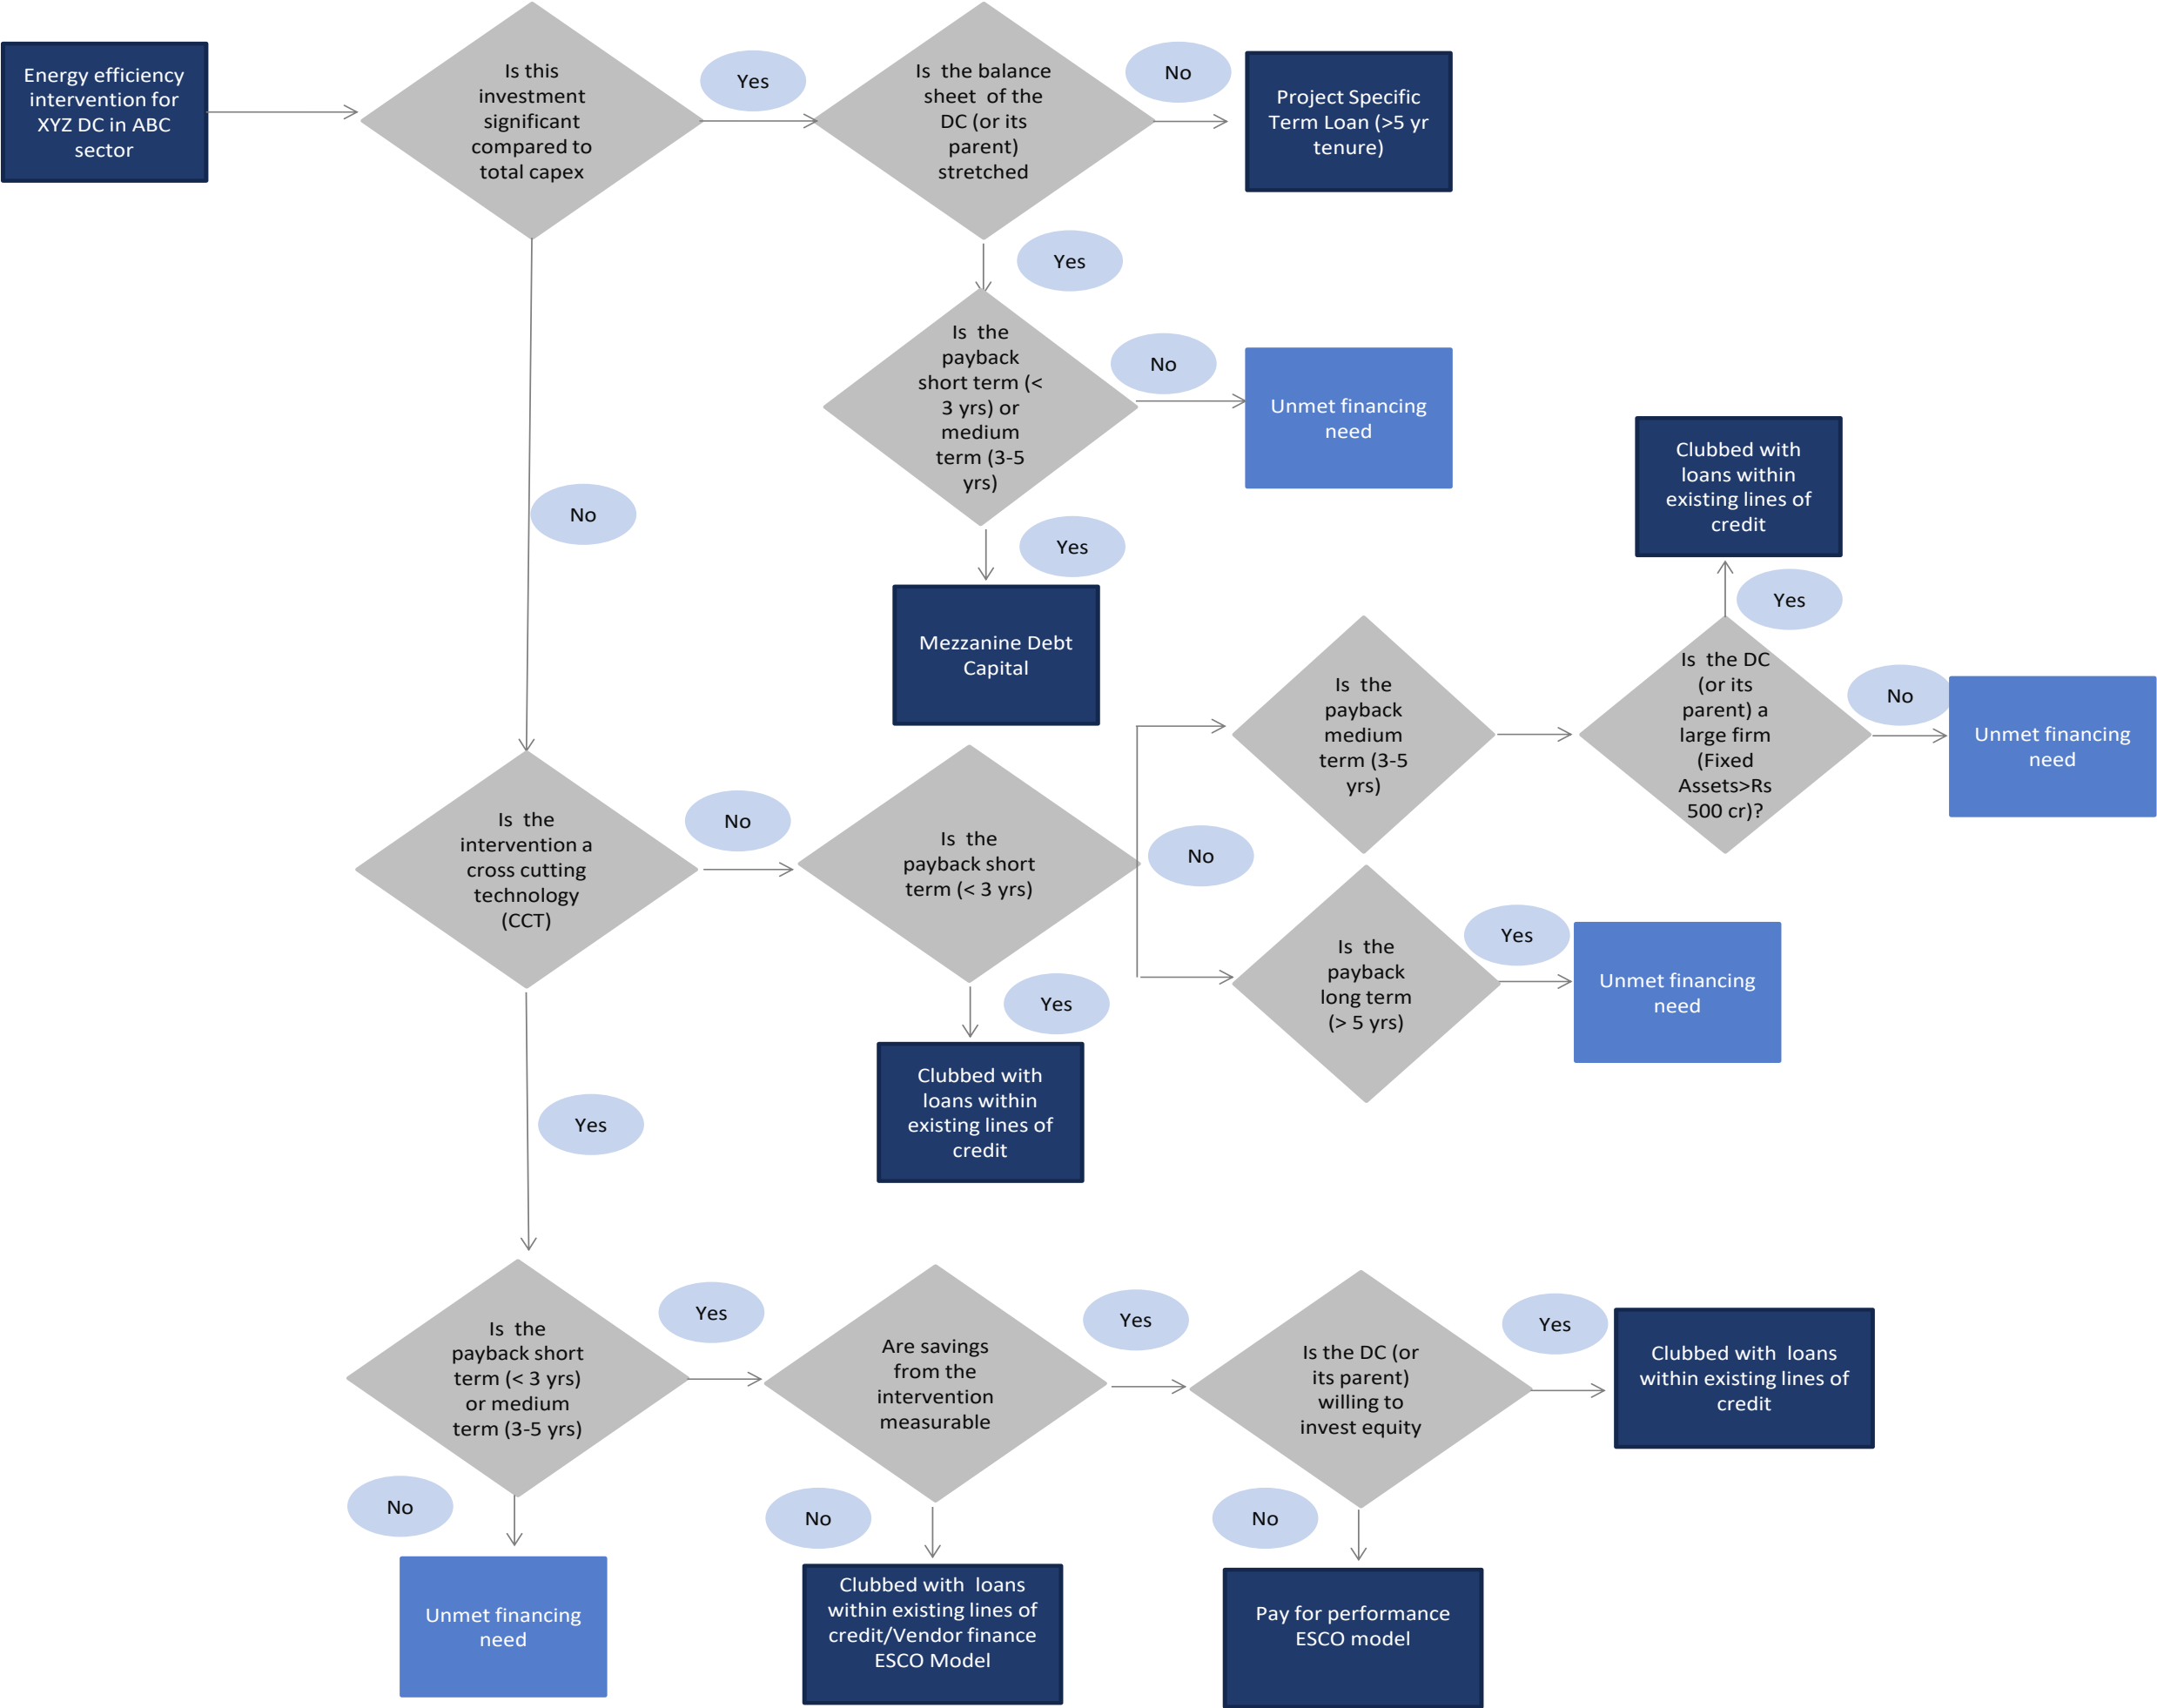 Energy efficiency
intervention for
XYZ DC in ABC
sector
Is this
investment
significant
compared to
total capex
Yes
Is the balance
sheet of the
DC (or its
parent)
stretched
No
Project Specific
Term Loan (>5 yr
tenure)
Yes
Is the
payback
short term (<
3 yrs) or
medium
term (3-5
yrs)
No
Unmet financing
need
Yes
Mezzanine Debt
Capital
No
Is the
intervention a
cross cutting
technology
(CCT)
No
Is the
payback short
term (< 3 yrs)
No
Is the
payback
medium
term (3-5
yrs)
Is the DC
(or its
parent) a
large firm
(Fixed
Assets>Rs
500 cr)?
Yes
Clubbed with
loans within
existing lines of
credit
No
Unmet financing
need
Is the
payback
long term
(> 5 yrs)
Yes
Unmet financing
need
Yes
Clubbed with
loans within
existing lines of
credit
Yes
Is the
payback short
term (< 3 yrs)
or medium
term (3-5 yrs)
Yes
Are savings
from the
intervention
measurable
Yes
Is the DC (or
its parent)
willing to
invest equity
Yes
Clubbed with loans
within existing lines of
credit
No
Unmet financing
need
No
Clubbed with loans
within existing lines of
credit/Vendor finance
ESCO Model
No
Pay for performance
ESCO model